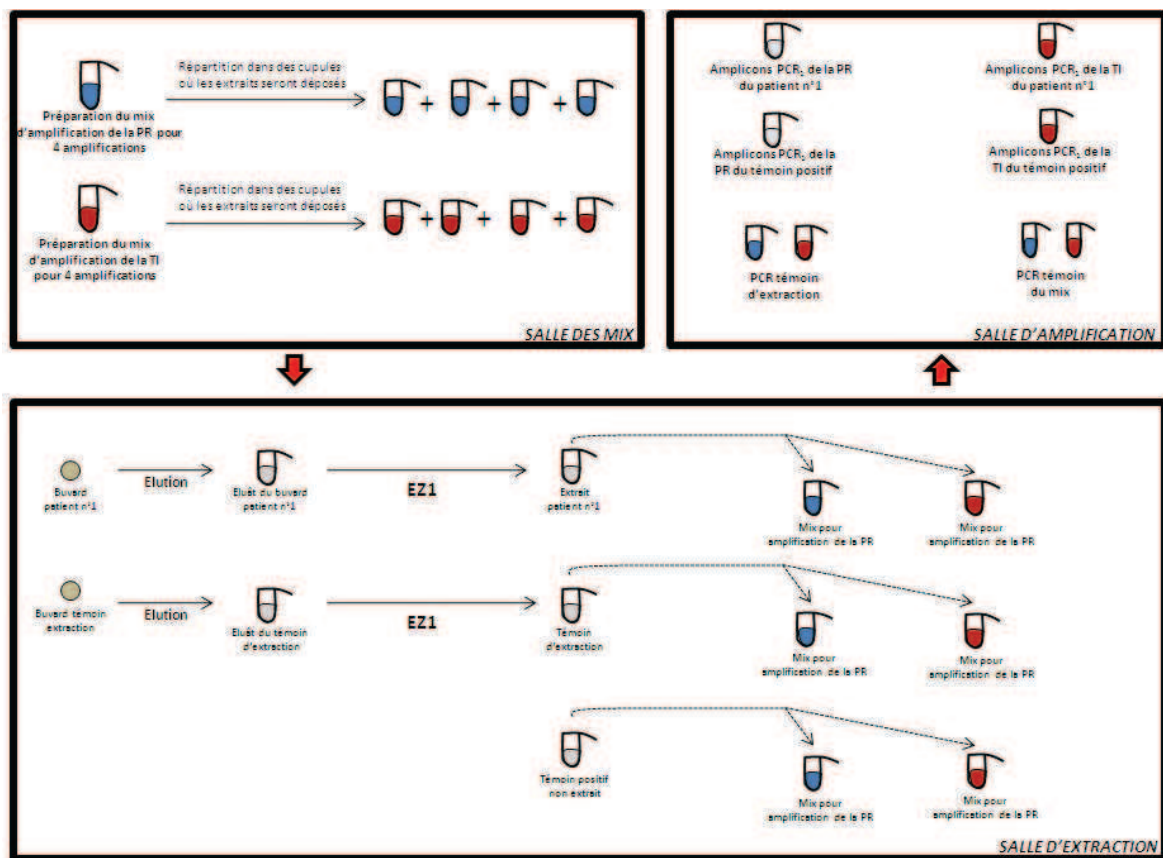 Répartition dans des cupules
où les extraits seront déposés
Préparation du mix
d'amplification de la PR pour
4 amplifications
+ + +
Répartition dans des cupules
où les extraits seront déposés
Préparation du mix
d'amplification de la TI
pour 4 amplifications
+ + +
SALLE DES MIX
Amplicons PCR₁ de la PR
du patient n°1
Amplicons PCR₁ de la TI
du patient n°1
Amplicons PCR₁ de la
PR du témoin positif
Amplicons PCR₁ de la
TI du témoin positif
PCR témoin
d'extraction
PCR témoin
du mix
SALLE D'AMPLIFICATION
Buvard
patient n°1
Elution
Eluât du buvard
patient n°1
EZ1
Extrait
patient n°1
Mix pour
amplification de la PR
Mix pour
amplification de la PR
Buvard témoin
extraction
Elution
Eluât du témoin
d'extraction
EZ1
Témoin
d'extraction
Mix pour
amplification de la PR
Mix pour
amplification de la PR
Témoin positif
non extrait
Mix pour
amplification de la PR
Mix pour
amplification de la PR
SALLE D'EXTRACTION